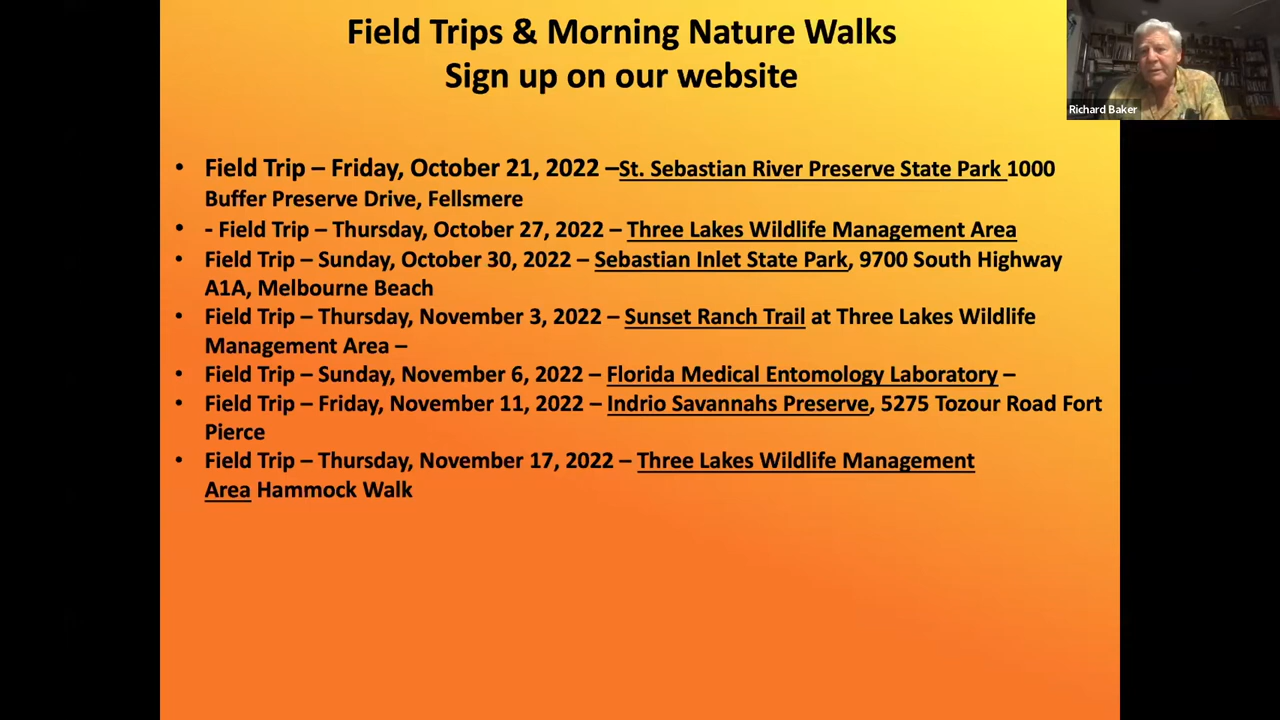 Field Trips & Morning Nature Walks
Sign up on our website
Richard Baker
• Field Trip – Friday, October 21, 2022 –St. Sebastian River Preserve State Park 1000
Buffer Preserve Drive, Fellsmere
• - Field Trip – Thursday, October 27, 2022 – Three Lakes Wildlife Management Area
• Field Trip – Sunday, October 30, 2022 – Sebastian Inlet State Park, 9700 South Highway
A1A, Melbourne Beach
• Field Trip – Thursday, November 3, 2022 – Sunset Ranch Trail at Three Lakes Wildlife
Management Area –
• Field Trip – Sunday, November 6, 2022 – Florida Medical Entomology Laboratory –
• Field Trip – Friday, November 11, 2022 – Indrio Savannahs Preserve, 5275 Tozour Road Fort
Pierce
• Field Trip – Thursday, November 17, 2022 – Three Lakes Wildlife Management
Area Hammock Walk